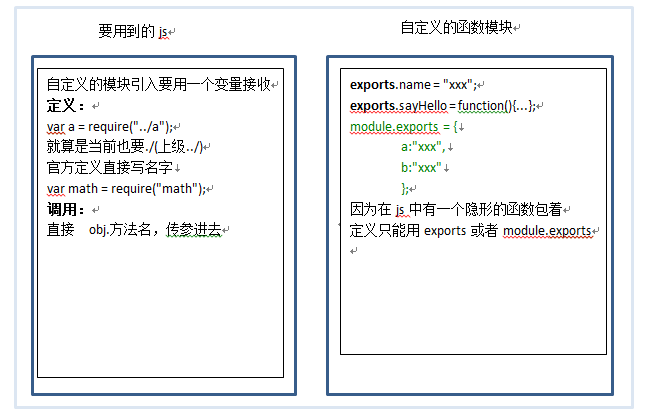 要用到的 js
自定义的模块引入要用一个变量接收
定义：
var a = require("../a");
就算是当前也要./(上级../)
官方定义直接写名字
var math = require("math");
调用：
直接 obj.方法名，传参进去
自定义的函数模块
exports.name = "xxx";
exports.sayHello = function(){...};
module.exports = {
a:"xxx",
b:"xxx"
};
因为在 js 中有一个隐形的函数包着
定义只能用 exports 或者 module.exports